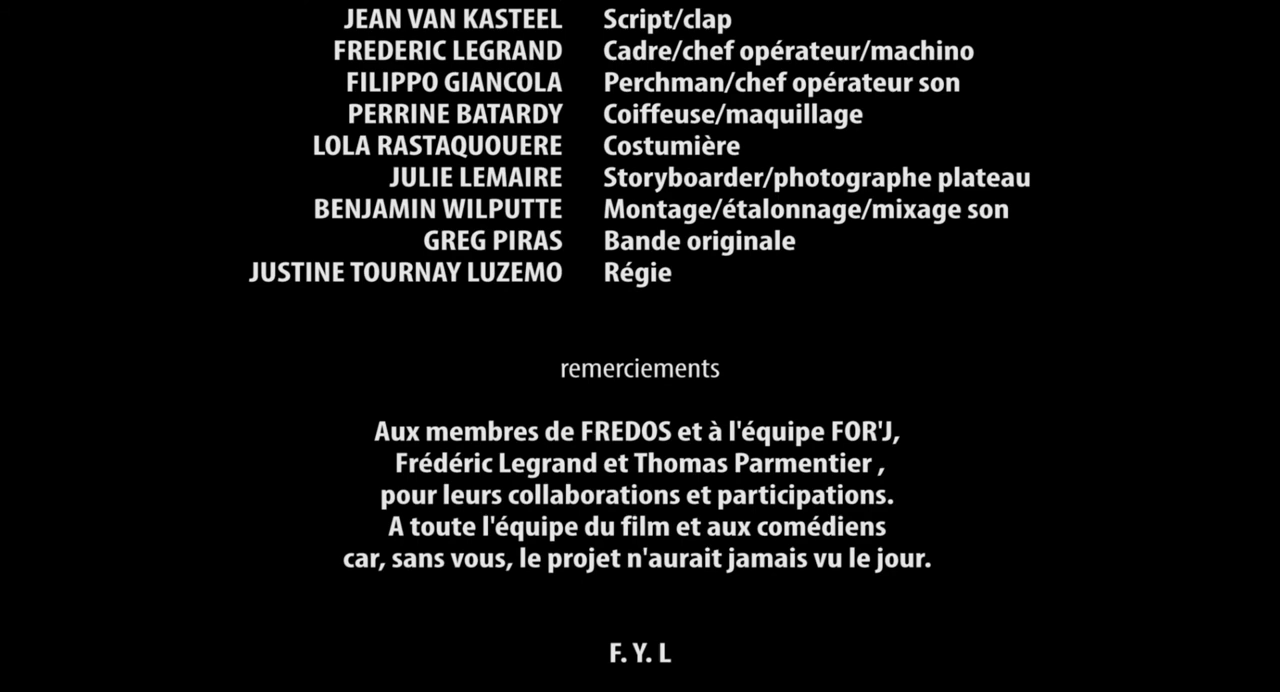 JEAN VAN KASTEEL Script/clap
FREDERIC LEGRAND Cadre/chef opérateur/machino
FILIPPO GIANCOLA Perchman/chef opérateur son
PERRINE BATARDY Coiffeuse/maquillage
LOLA RASTAQUOUERE Costumière
JULIE LEMAIRE Storyboarder/photographe plateau
BENJAMIN WILPUTTE Montage/étalonnage/mixage son
GREG PIRAS Bande originale
JUSTINE TOURNAY LUZEMO Régie
remerciements
Aux membres de FREDOS et à l'équipe FOR'J,
Frédéric Legrand et Thomas Parmentier ,
pour leurs collaborations et participations.
A toute l'équipe du film et aux comédiens
car, sans vous, le projet n'aurait jamais vu le jour.
F. Y. L